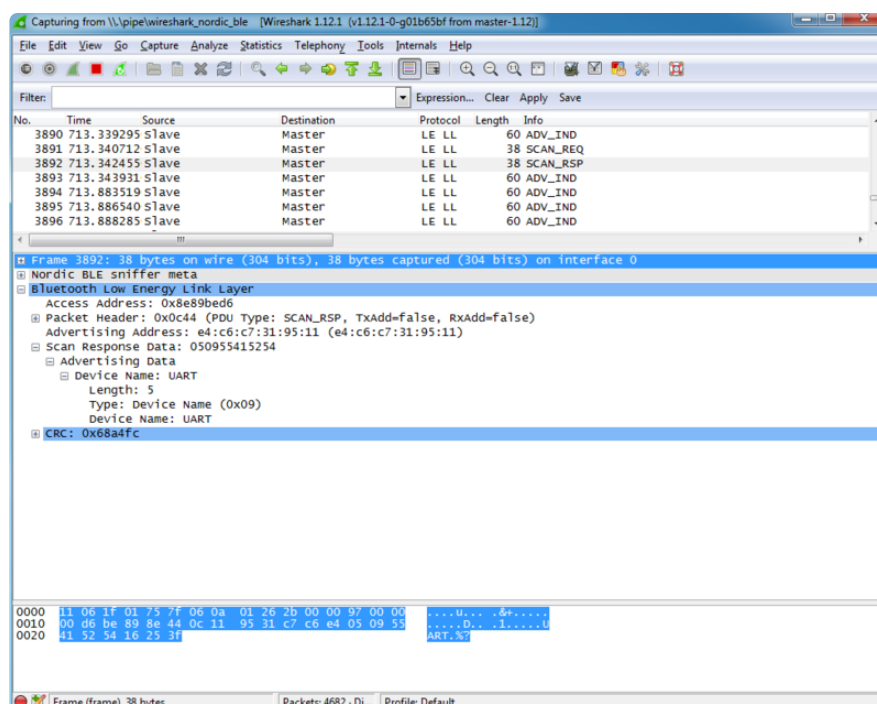 Capturing from \\.\pipe\wireshark_nordic_ble [Wireshark 1.12.1 (v1.12.1-0-g01b65bf from master-1.12)]
File Edit View Go Capture Analyze Statistics Telephony Tools Internals Help
Filter: Expression... Clear Apply Save
No. Time Source Destination Protocol Length Info
3890 713.339295 Slave Master LE LL 60 ADV_IND
3891 713.340712 Slave Master LE LL 38 SCAN_REQ
3892 713.342455 Slave Master LE LL 38 SCAN_RSP
3893 713.343931 Slave Master LE LL 60 ADV_IND
3894 713.883519 Slave Master LE LL 60 ADV_IND
3895 713.886540 Slave Master LE LL 60 ADV_IND
3896 713.888285 Slave Master LE LL 60 ADV_IND
Frame 3892: 38 bytes on wire (304 bits), 38 bytes captured (304 bits) on interface 0
Nordic BLE sniffer meta
Bluetooth Low Energy Link Layer
Access Address: 0x8e89bed6
Packet Header: 0x0c44 (PDU Type: SCAN_RSP, TxAdd=false, RxAdd=false)
Advertising Address: e4:c6:c7:31:95:11 (e4:c6:c7:31:95:11)
Scan Response Data: 050955415254
Advertising Data
Device Name: UART
Length: 5
Type: Device Name (0x09)
Device Name: UART
CRC: 0x68a4fc
0000 11 06 1f 01 75 7f 06 0a 01 26 2b 00 00 97 00 00 ....u... .&+.....
0010 00 d6 be 89 8e 44 0c 11 95 31 c7 c6 e4 05 09 55 .....D.. .1.....U
0020 41 52 54 16 25 3f ART.%?
Frame (frame), 38 bytes Packets: 4682 · Di... Profile: Default